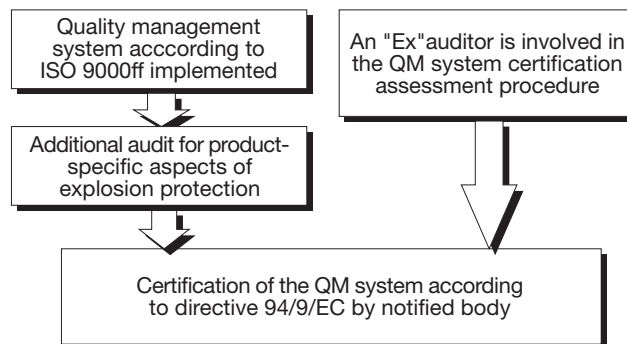 Quality management
system acccording to
ISO 9000ff implemented
An "Ex"auditor is involved in
the QM system certification
assessment procedure
Additional audit for product-
specific aspects of
explosion protection
Certification of the QM system according
to directive 94/9/EC by notified body